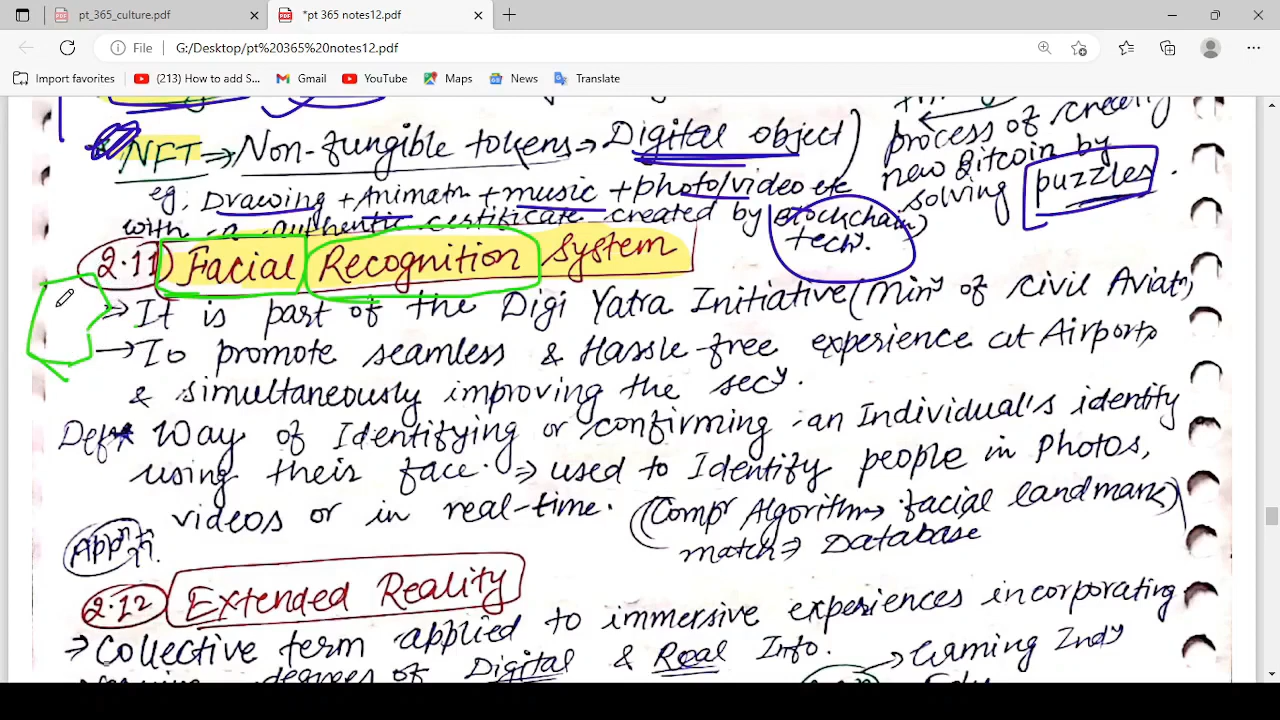 pt_365_culture.pdf
*pt 365 notes12.pdf
File G:/Desktop/pt%20365%20notes12.pdf
Import favorites (213) How to add S... Gmail YouTube Maps News Translate
process of creating
NFT → Non-fungible tokens → Digital object
new Bitcoin by
eg. Drawing + Animatn + music + photo/video etc
solving puzzles.
with a authentic certificate created by blockchain
techy.
2.11 Facial Recognition System
→ It is part of the Digi Yatra Initiative (Miny of Civil Aviatn)
→ To promote seamless & Hassle-free experience at Airports
& simultaneously improving the secy.
Defn Way of Identifying or confirming an Individual's identity
using their face. ⇒ used to Identify people in Photos,
videos or in real-time.
(Compr Algorithm → facial landmark)
match ⇒ Database
Appn
2.12 Extended Reality
→ Collective term applied to immersive experiences incorporating
degrees of Digital & Real Info.
→ Gaming Indy